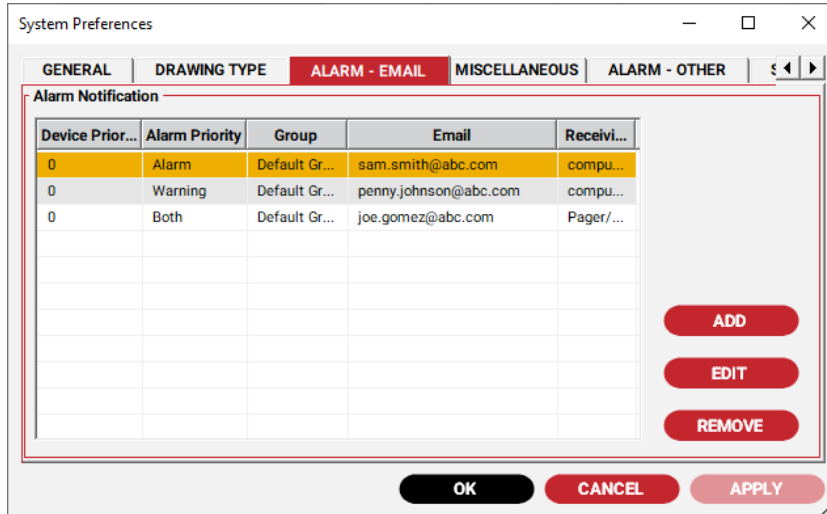 System Preferences
GENERAL DRAWING TYPE ALARM - EMAIL MISCELLANEOUS ALARM - OTHER
Alarm Notification
Device Prior... Alarm Priority Group Email Receivi...
0 Alarm Default Gr... sam.smith@abc.com compu...
0 Warning Default Gr... penny.johnson@abc.com compu...
0 Both Default Gr... joe.gomez@abc.com Pager/...
ADD
EDIT
REMOVE
OK CANCEL APPLY